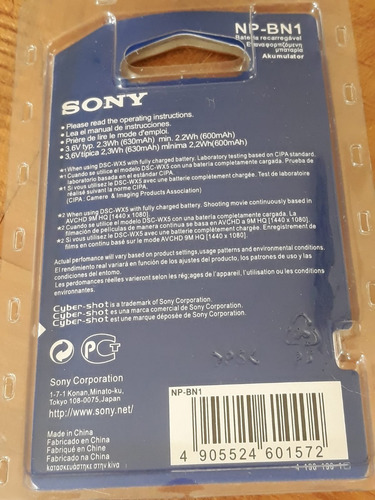 NP-BN1
Batería recarregável
Επαναφορτιζόμενη
μπαταρία
Akumulator
SONY
• Please read the operating instructions.
• Lea el manual de instrucciones.
• Prière de lire le mode d'emploi.
• 3.6V typ. 2.3Wh (630mAh) min. 2.2Wh (600mAh)
• 3,6V típica 2,3Wh (630mAh) mínima 2,2Wh (600mAh)
*1 When using DSC-WX5 with fully charged battery. Laboratory testing based on CIPA standard.
*1 Cuando se utilice el modelo DSC-WX5 con una batería completamente cargada. Prueba de
laboratorio basada en el estándar CIPA.
*1 Si vous utilisez le DSC-WX5 avec une batterie complètement chargée. Test de laboratoire
réalisé sur la norme CIPA.
(CIPA : Camere & Imaging Products Association)
*2 When using DSC-WX5 with fully charged battery. Shooting movie continuously based on
AVCHD 9M HQ [1440 x 1080].
*2 Cuando se utilice el modelo DSC-WX5 con una batería completamente cargada. La
filmación de películas de manera continua se basa en AVCHD 9M HQ [1440 x 1080].
*2 Si vous utilisez le DSC-WX5 avec une batterie complètement chargée. Enregistrement de
films en continu basé sur le mode AVCHD 9M HQ [1440 x 1080].
Actual perfomance will vary based on product settings,usage patterns and environmental conditions.
El rendimiento real variará en función de los ajustes del producto, los patrones de uso y las
condiciones del entorno.
Les perdormances réelles varieront selon les rég.ages de l'appareil, l'utilisation ou les conditions
environnantes.
Cyber-shot is a trademark of Sony Corporation.
Cyber-shot es una marca comercial de Sony Corporation.
Cyber-shot est une marque déposée de Sony Corporation.
Sony Corporation
1-7-1 Konan,Minato-ku,
Tokyo 108-0075,Japan
http://www.sony.net/
Made in China
Fabricado en China
Fabriqué en Chine
Fabricado na China
κατασκευάστηκε στην κίνα
NP-BN1
4 905524 601572